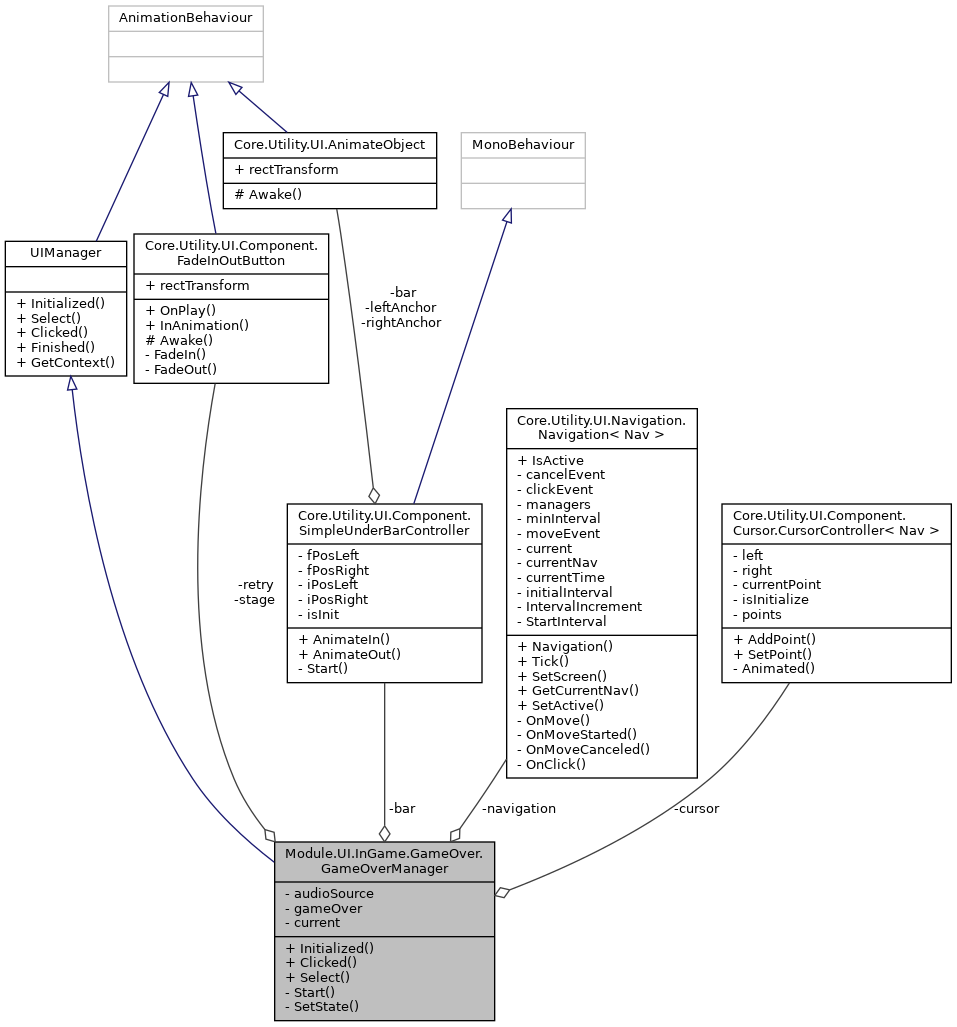 AnimationBehaviour
Core.Utility.UI.AnimateObject
+ rectTransform
# Awake()
MonoBehaviour
UIManager
+ Initialized()
+ Select()
+ Clicked()
+ Finished()
+ GetContext()
Core.Utility.UI.Component.
FadeInOutButton
+ rectTransform
+ OnPlay()
+ InAnimation()
# Awake()
- FadeIn()
- FadeOut()
-bar
-leftAnchor
-rightAnchor
Core.Utility.UI.Navigation.
Navigation< Nav >
+ IsActive
- cancelEvent
- clickEvent
- managers
- minInterval
- moveEvent
- current
- currentNav
- currentTime
- initialInterval
- IntervalIncrement
- StartInterval
+ Navigation()
+ Tick()
+ SetScreen()
+ GetCurrentNav()
+ SetActive()
- OnMove()
- OnMoveStarted()
- OnMoveCanceled()
- OnClick()
Core.Utility.UI.Component.
SimpleUnderBarController
- fPosLeft
- fPosRight
- iPosLeft
- iPosRight
- isInit
+ AnimateIn()
+ AnimateOut()
- Start()
Core.Utility.UI.Component.
Cursor.CursorController< Nav >
- left
- right
- currentPoint
- isInitialize
- points
+ AddPoint()
+ SetPoint()
- Animated()
-retry
-stage
-bar
-navigation
-cursor
Module.UI.InGame.GameOver.
GameOverManager
- audioSource
- gameOver
- current
+ Initialized()
+ Clicked()
+ Select()
- Start()
- SetState()